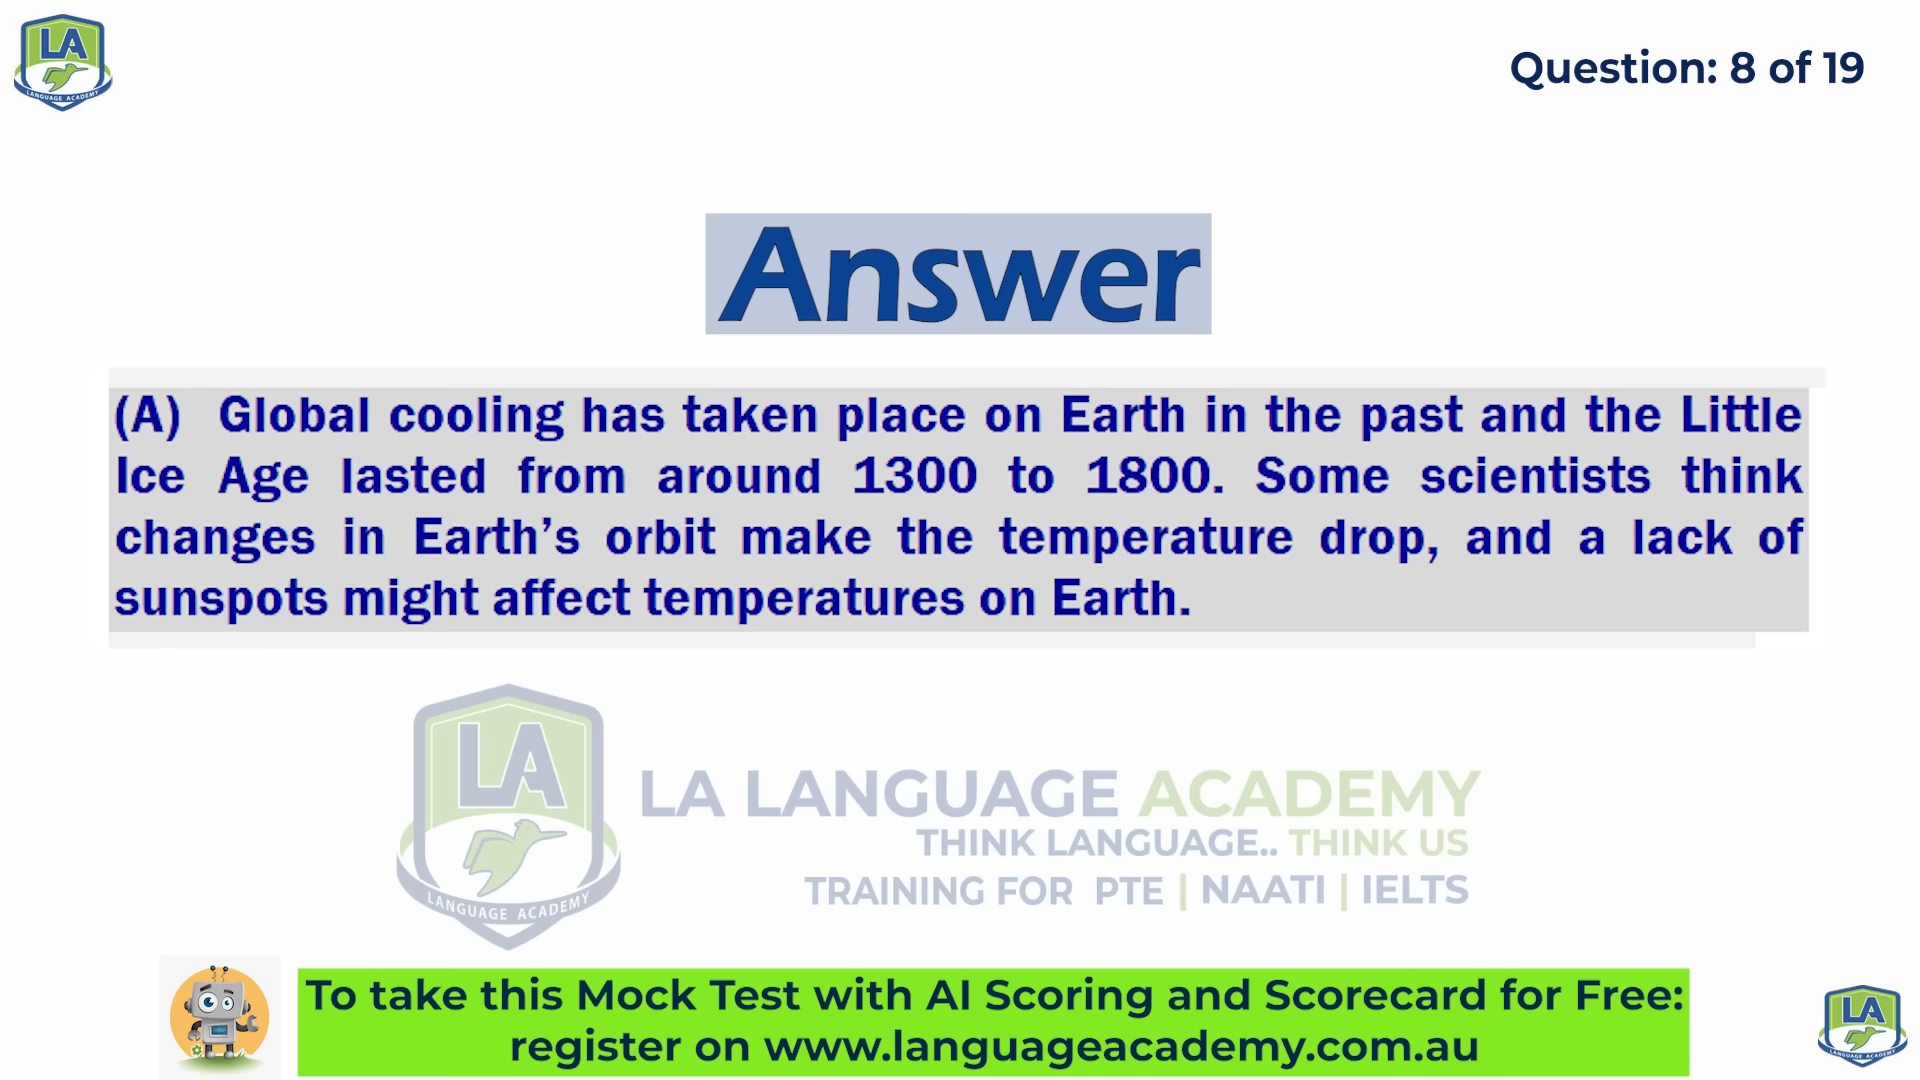 LA
LANGUAGE ACADEMY
Question: 8 of 19
Answer
(A) Global cooling has taken place on Earth in the past and the Little
Ice Age lasted from around 1300 to 1800. Some scientists think
changes in Earth’s orbit make the temperature drop, and a lack of
sunspots might affect temperatures on Earth.
LA
LANGUAGE ACADEMY
LA LANGUAGE ACADEMY
THINK LANGUAGE.. THINK US
TRAINING FOR PTE | NAATI | IELTS
To take this Mock Test with AI Scoring and Scorecard for Free:
register on www.languageacademy.com.au
LA
LANGUAGE ACADEMY